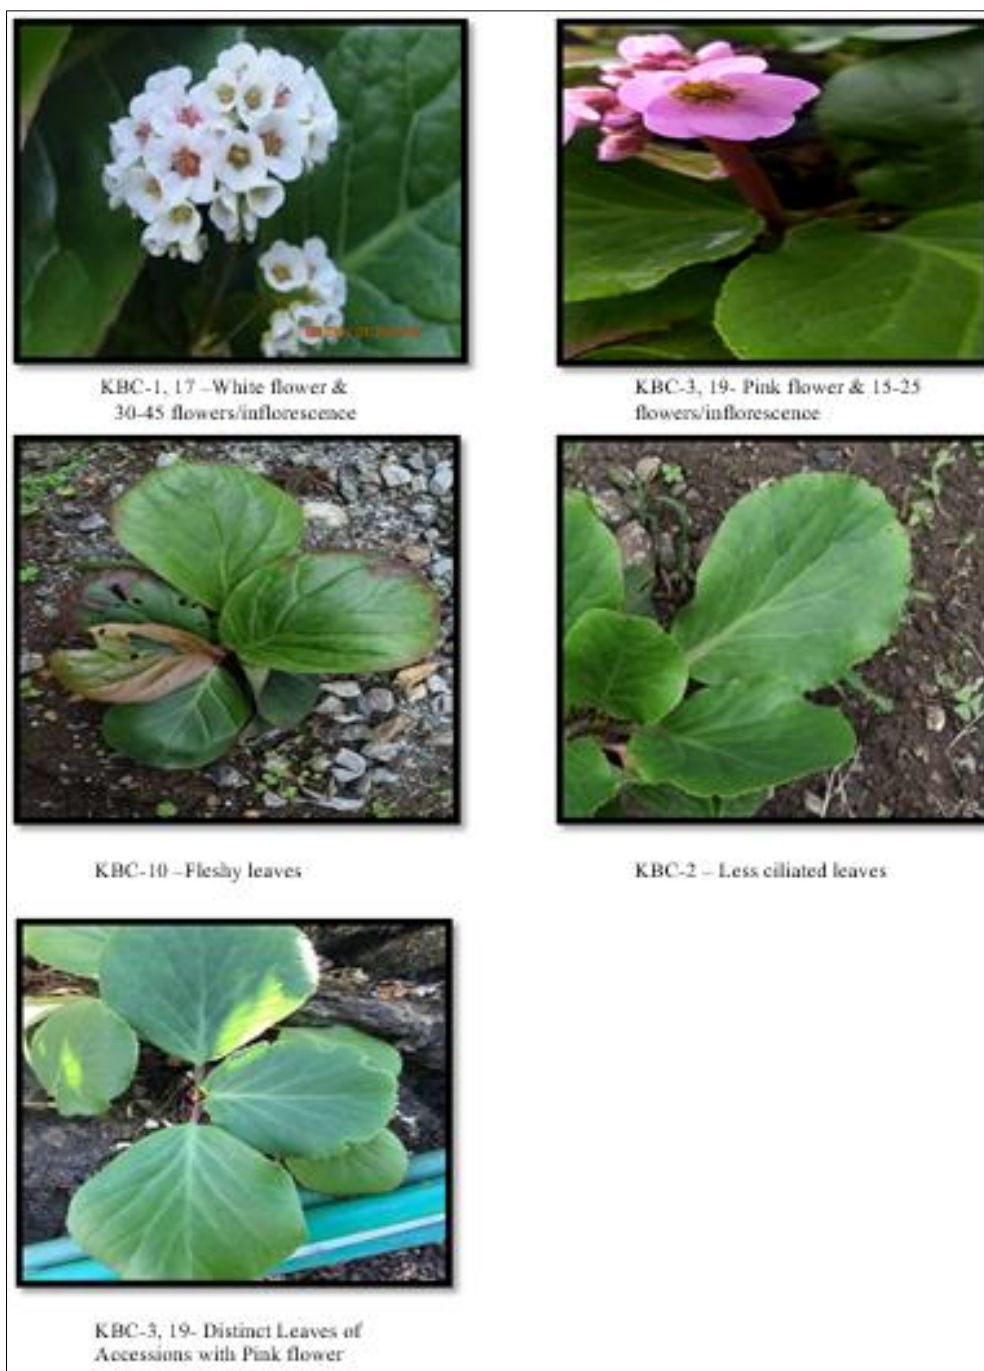 KBC-1, 17 –White flower &
30-45 flowers/inflorescence
KBC-3, 19- Pink flower & 15-25
flowers/inflorescence
KBC-10 –Fleshy leaves
KBC-2 – Less ciliated leaves
KBC-3, 19- Distinct Leaves of
Accessions with Pink flower